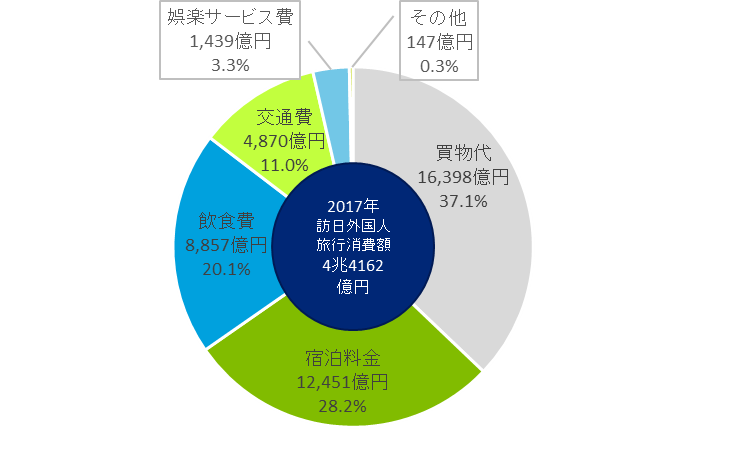 娯楽サービス費
1,439億円
3.3%
その他
147億円
0.3%
交通費
4,870億円
11.0%
買物代
16,398億円
37.1%
飲食費
8,857億円
20.1%
2017年
訪日外国人
旅行消費額
4兆4162
億円
宿泊料金
12,451億円
28.2%